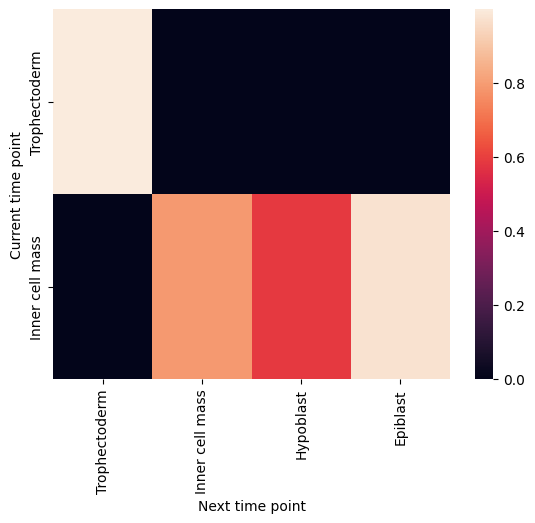 Current time point
Trophectoderm
Inner cell mass
Trophectoderm
Inner cell mass
Hypoblast
Epiblast
Next time point
0.8
0.6
0.4
0.2
0.0